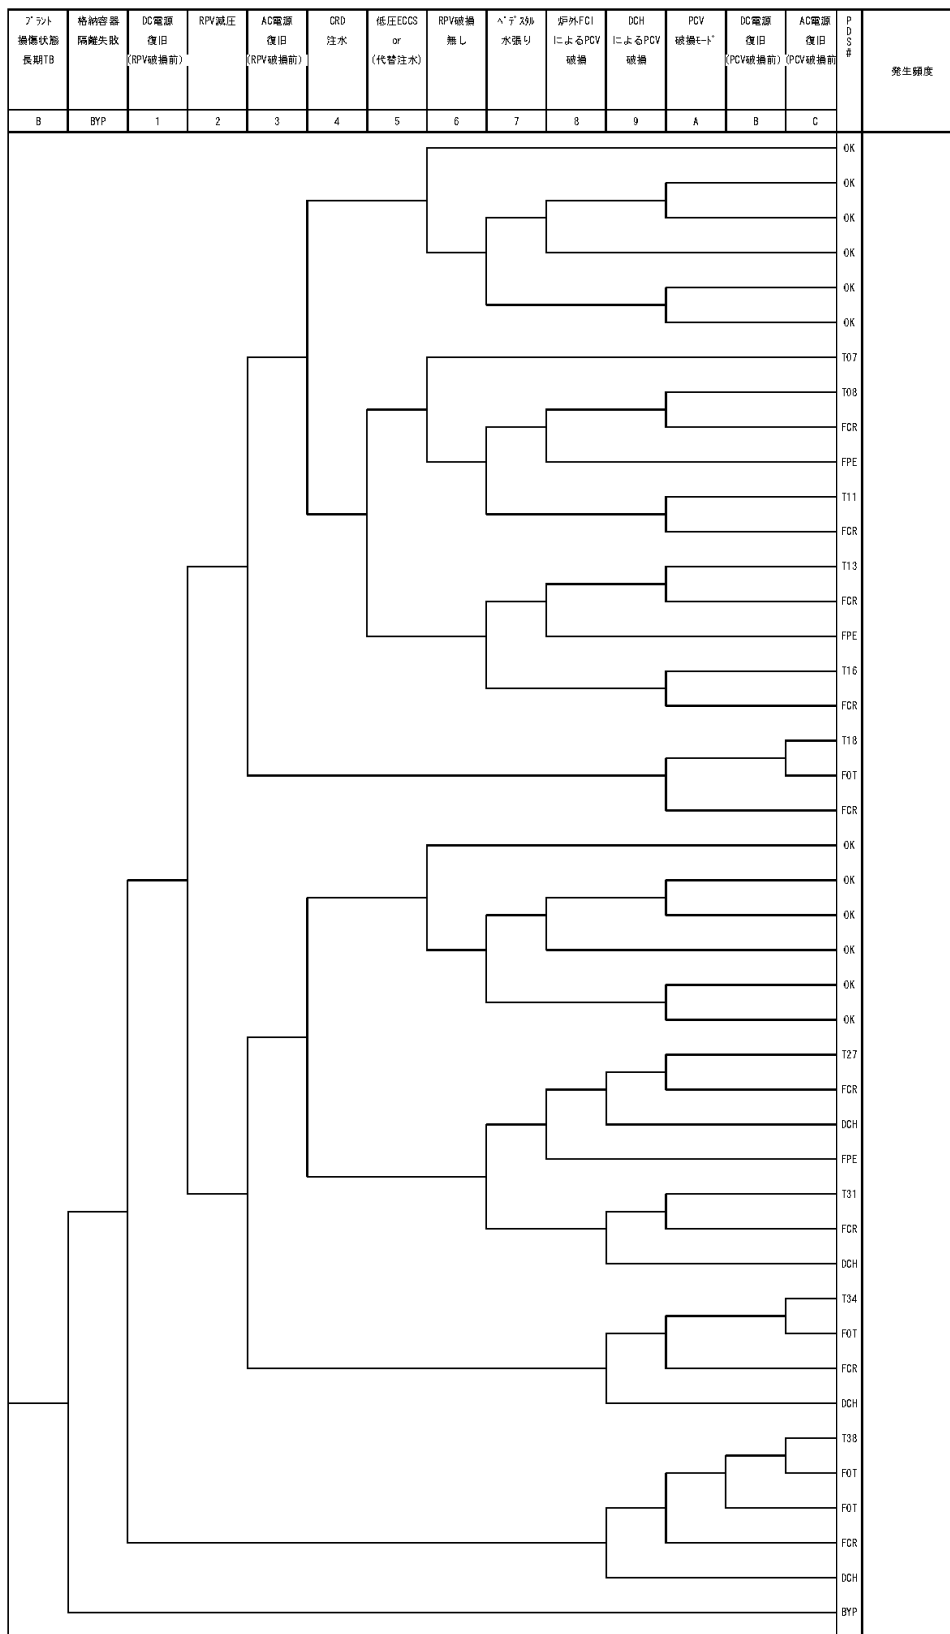 プラント 格納容器 DC電源 RPV減圧 AC電源 CRD 低圧ECCS RPV破損 ペデスタル 炉外FCI DCH PCV DC電源 AC電源 PDS#
損傷状態 隔離失敗 復旧 復旧 注水 or 無し 水張り によるPCV によるPCV 破損モード 復旧 復旧 発生頻度
長期TB (RPV破損前) (RPV破損前) (代替注水) 破損 破損 (PCV破損前) (PCV破損前
B BYP 1 2 3 4 5 6 7 8 9 A B C
OK
OK
OK
OK
OK
OK
T07
T08
FCR
FPE
T11
FCR
T13
FCR
FPE
T16
FCR
T18
FOT
FCR
OK
OK
OK
OK
OK
OK
T27
FCR
DCH
FPE
T31
FCR
DCH
T34
FOT
FCR
DCH
T38
FOT
FOT
FCR
DCH
BYP